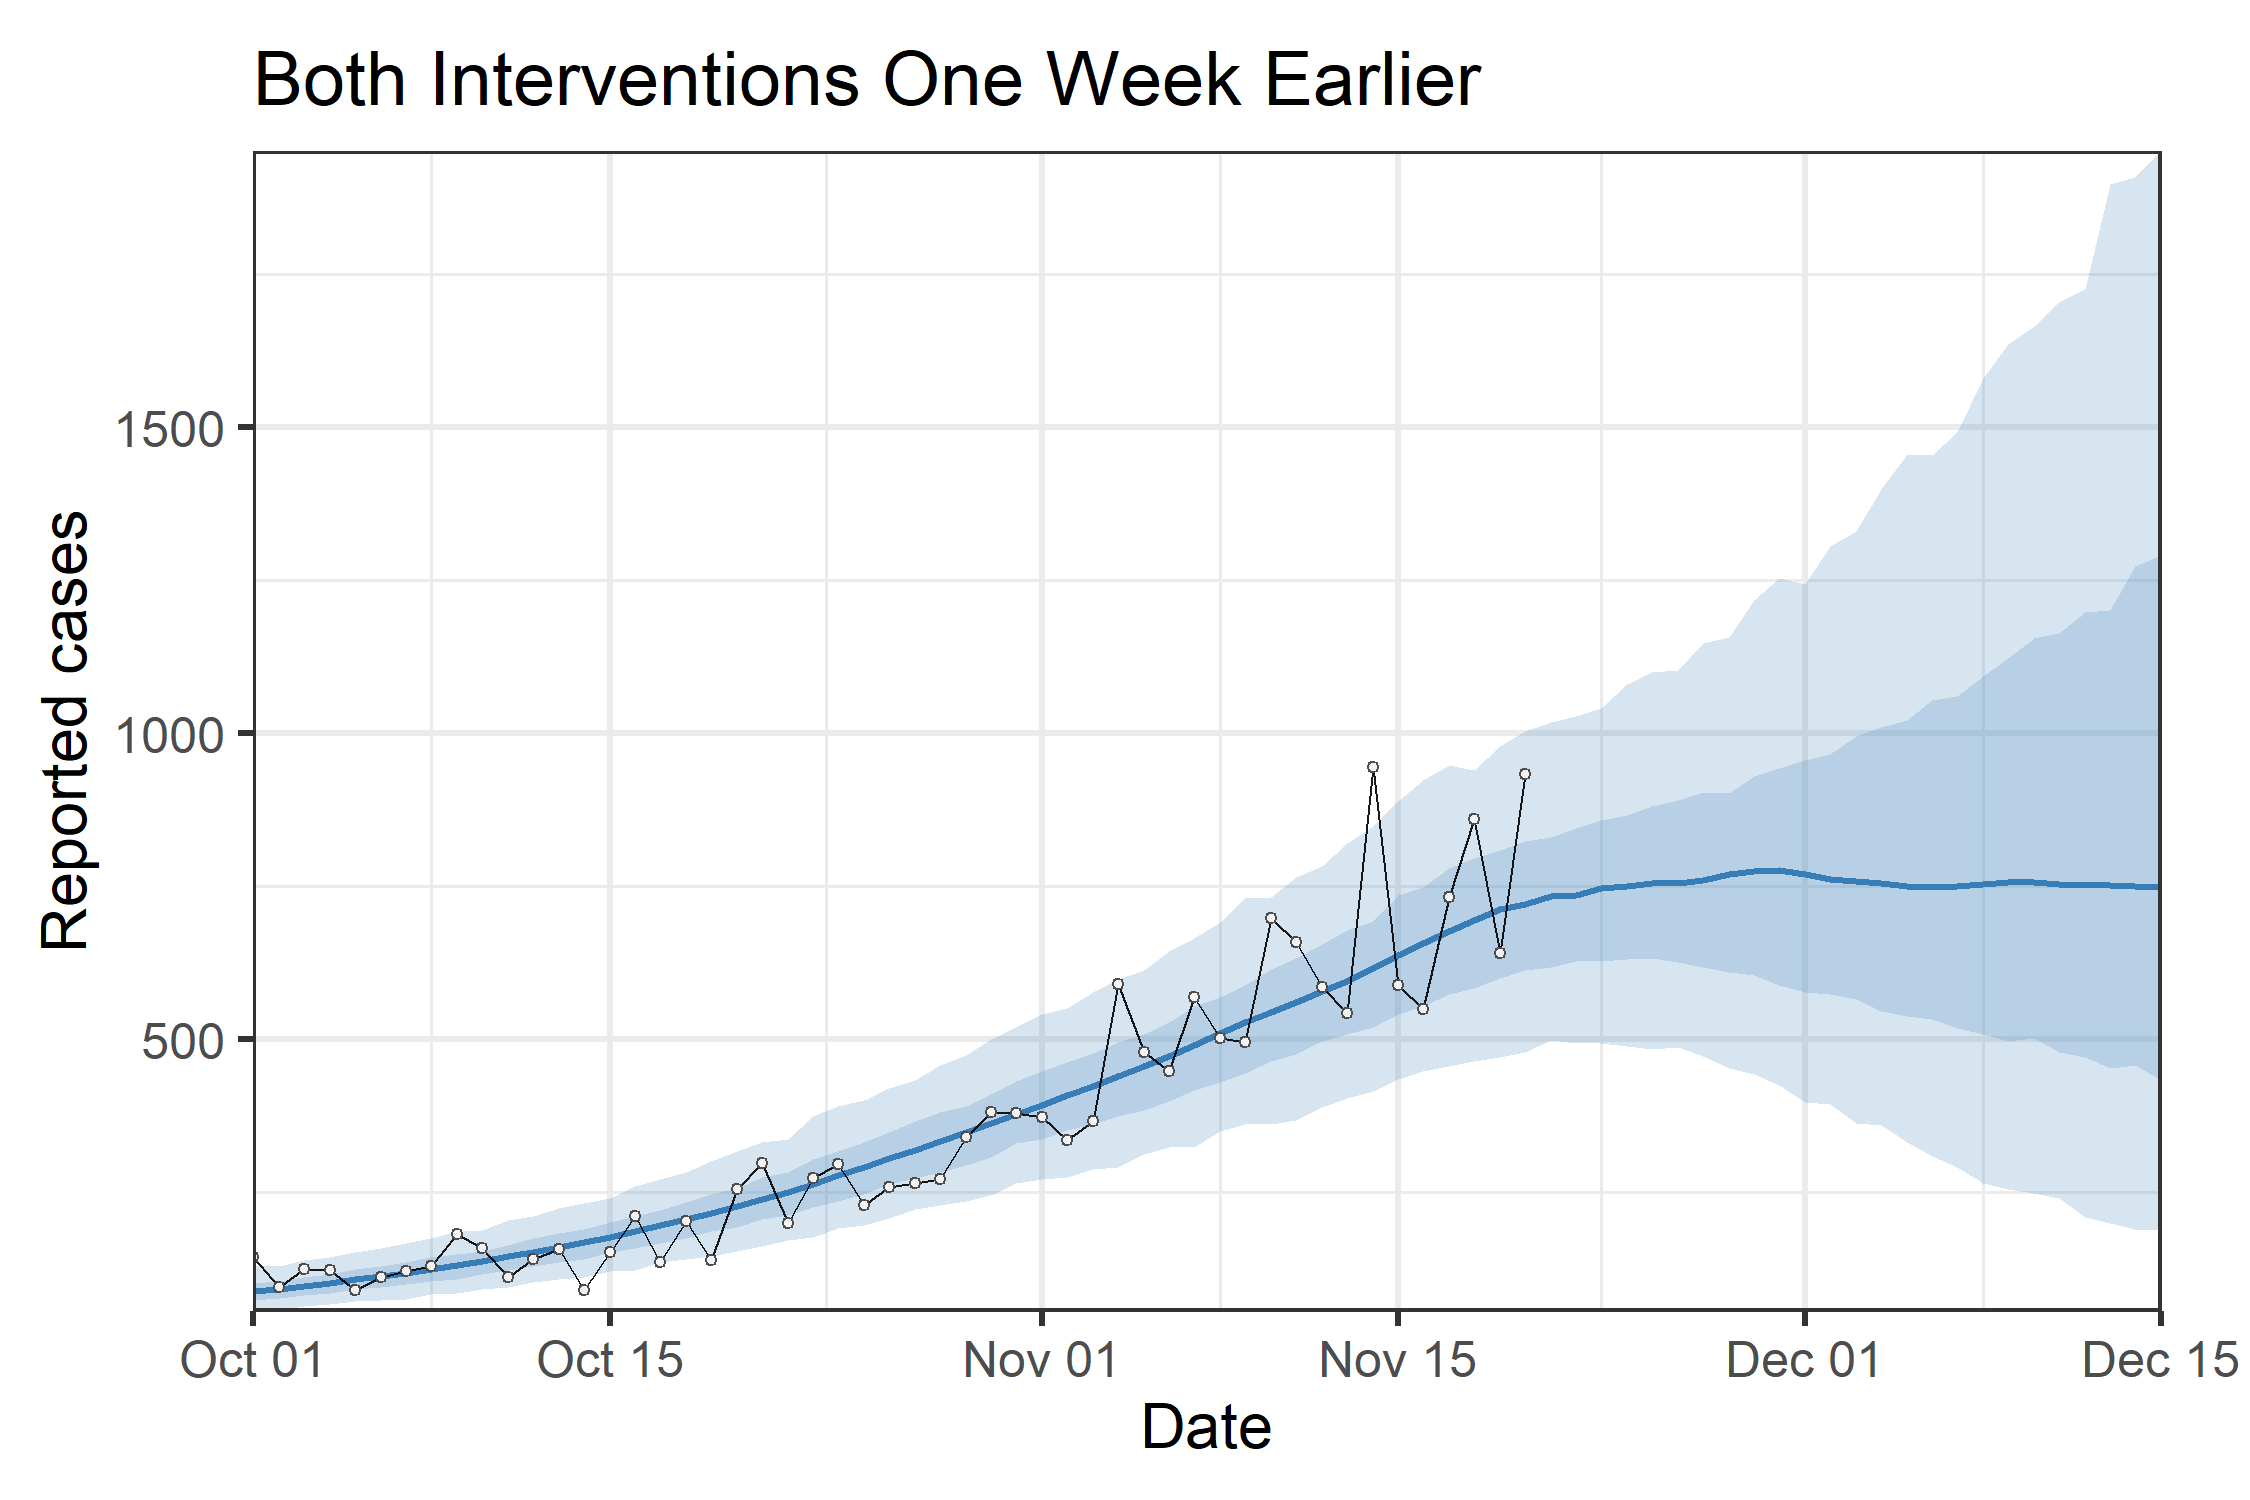 Both Interventions One Week Earlier
1500
1000
500
Reported cases
Oct 01
Oct 15
Nov 01
Nov 15
Dec 01
Dec 15
Date